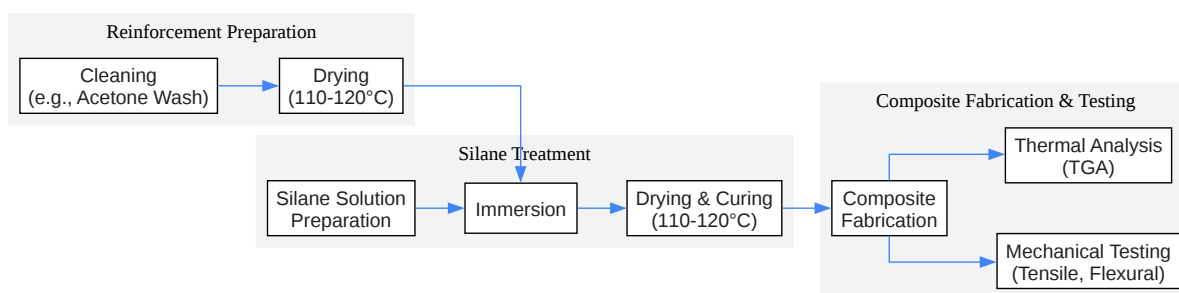 Reinforcement Preparation
Cleaning
(e.g., Acetone Wash)
Drying
(110-120°C)
Silane Treatment
Silane Solution
Preparation
Immersion
Drying & Curing
(110-120°C)
Composite Fabrication & Testing
Composite
Fabrication
Thermal Analysis
(TGA)
Mechanical Testing
(Tensile, Flexural)